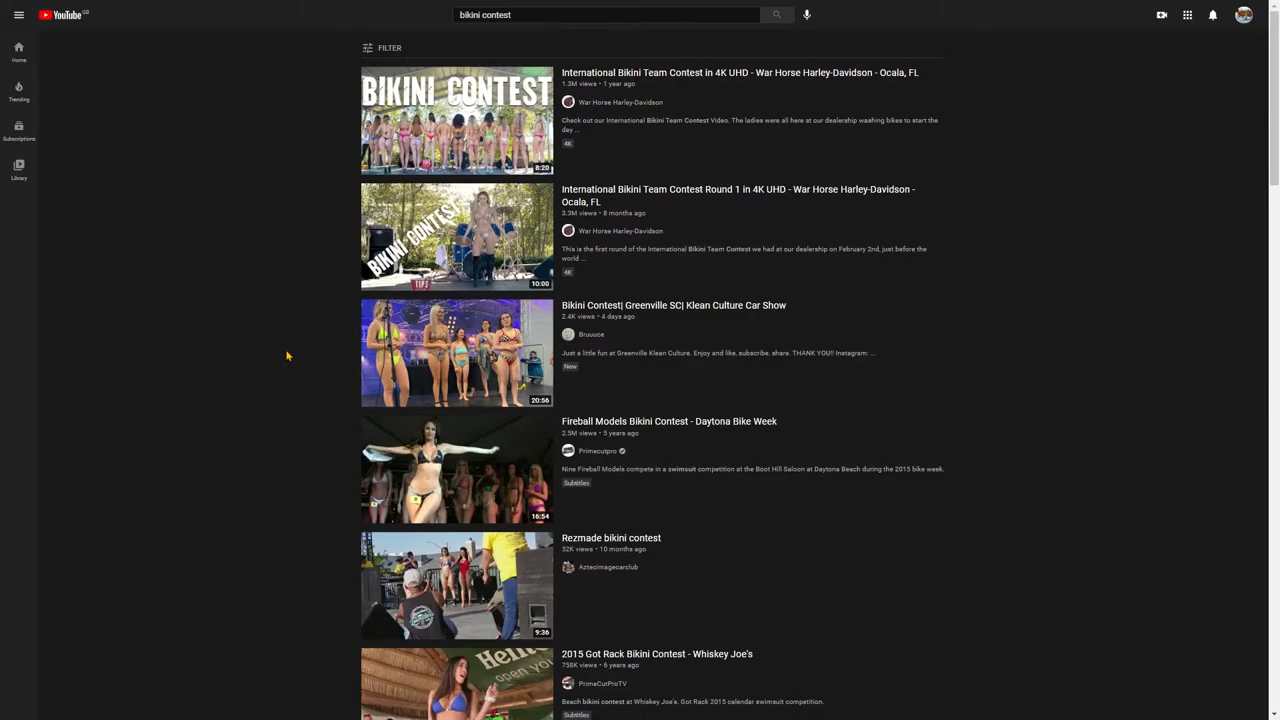 YouTube GB
bikini contest
FILTER
Home
Trending
Subscriptions
Library
BIKINI CONTEST
8:20
International Bikini Team Contest in 4K UHD - War Horse Harley-Davidson - Ocala, FL
1.3M views • 1 year ago
War Horse Harley-Davidson
Check out our International Bikini Team Contest Video. The ladies were all here at our dealership washing bikes to start the
day ...
4K
BIKINI CONTEST
TIPS
10:00
International Bikini Team Contest Round 1 in 4K UHD - War Horse Harley-Davidson -
Ocala, FL
3.3M views • 8 months ago
War Horse Harley-Davidson
This is the first round of the International Bikini Team Contest we had at our dealership on February 2nd, just before the
world ...
4K
20:56
Bikini Contest| Greenville SC| Klean Culture Car Show
2.4K views • 4 days ago
Bruuuce
Just a little fun at Greenville Klean Culture. Enjoy and like, subscribe, share. THANK YOU!! Instagram: ...
New
16:54
Fireball Models Bikini Contest - Daytona Bike Week
2.5M views • 5 years ago
Primecutpro
Nine Fireball Models compete in a swimsuit competition at the Boot Hill Saloon at Daytona Beach during the 2015 bike week.
Subtitles
9:36
Rezmade bikini contest
52K views • 10 months ago
Aztecimagecarclub
open
2015 Got Rack Bikini Contest - Whiskey Joe's
758K views • 6 years ago
PrimeCutProTV
Beach bikini contest at Whiskey Joe's. Got Rack 2015 calendar swimsuit competition.
Subtitles